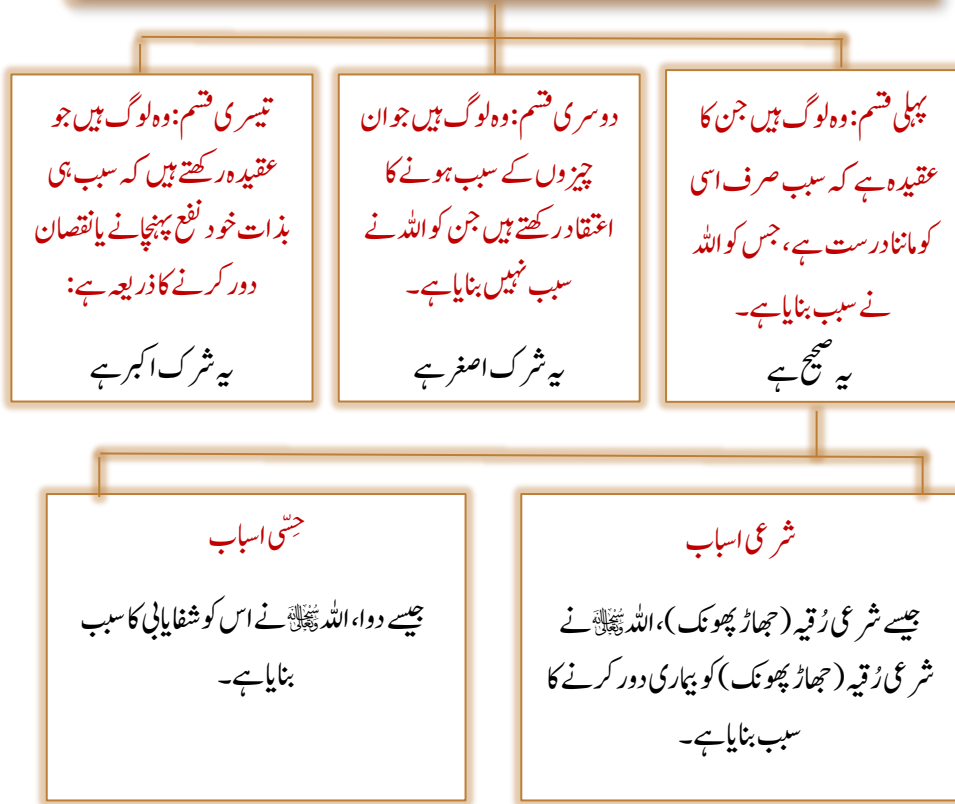 پہلی قسم: وہ لوگ ہیں جن کا
عقیدہ ہے کہ سبب صرف اسی
کو ماننا درست ہے، جس کو اللہ
نے سبب بنایا ہے۔
یہ صحیح ہے
دوسری قسم: وہ لوگ ہیں جو ان
چیزوں کے سبب ہونے کا
اعتقاد رکھتے ہیں جن کو اللہ نے
سبب نہیں بنایا ہے۔
یہ شرک اصغر ہے
تیسری قسم: وہ لوگ ہیں جو
عقیدہ رکھتے ہیں کہ سبب ہی
بذات خود نفع پہنچانے یا نقصان
دور کرنے کا ذریعہ ہے:
یہ شرک اکبر ہے
شرعی اسباب
جیسے شرعی رُقیہ (جھاڑ پھونک)، اللہ سبحانہ وتعالیٰ نے
شرعی رُقیہ (جھاڑ پھونک) کو بیماری دور کرنے کا
سبب بنایا ہے۔
حِسّی اسباب
جیسے دوا، اللہ سبحانہ وتعالیٰ نے اس کو شفایابی کا سبب
بنایا ہے۔